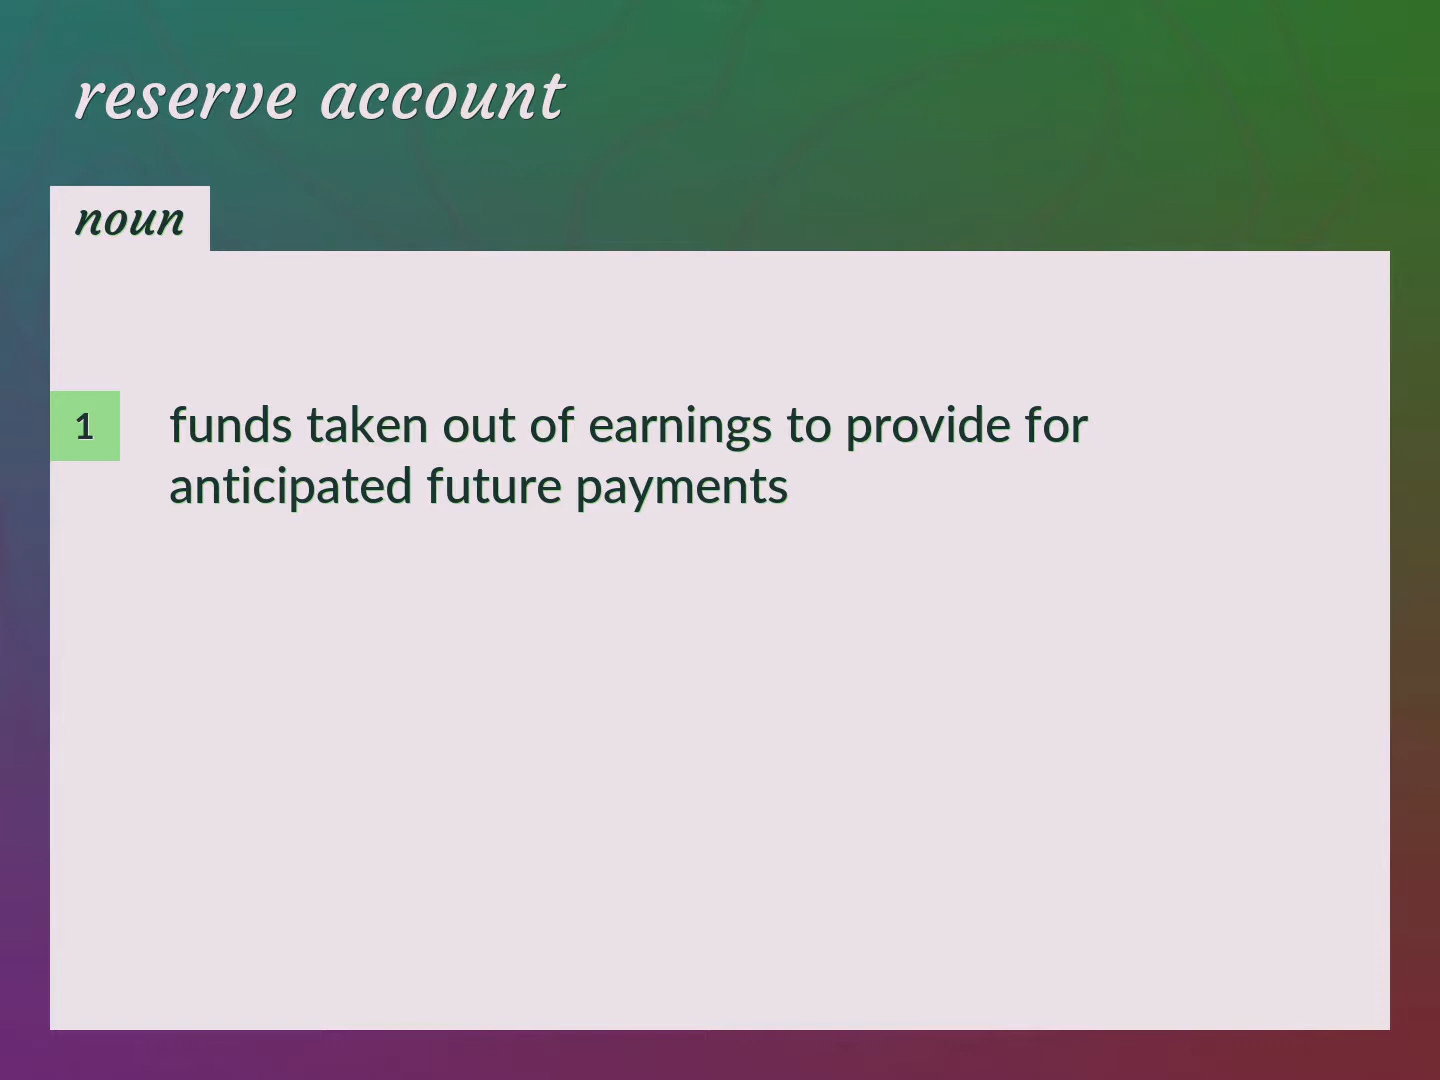 reserve account
noun
1
funds taken out of earnings to provide for
anticipated future payments